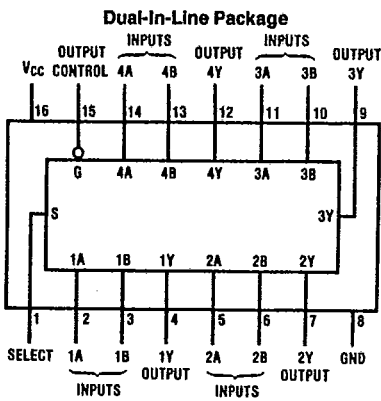 Dual-In-Line Package
INPUTS INPUTS
OUTPUT OUTPUT OUTPUT
VCC CONTROL 4A 4B 4Y 3A 3B 3Y
16 15 14 13 12 11 10 9
G 4A 4B 4Y 3A 3B
S 3Y
1A 1B 1Y 2A 2B 2Y
1 2 3 4 5 6 7 8
SELECT 1A 1B 1Y 2A 2B 2Y GND
OUTPUT OUTPUT
INPUTS INPUTS